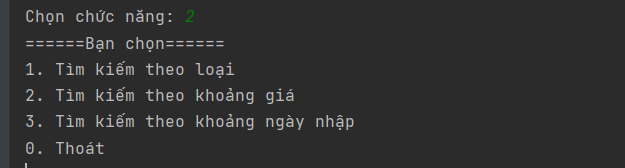 Chọn chức năng: 2
======Bạn chọn======
1. Tìm kiếm theo loại
2. Tìm kiếm theo khoảng giá
3. Tìm kiếm theo khoảng ngày nhập
0. Thoát